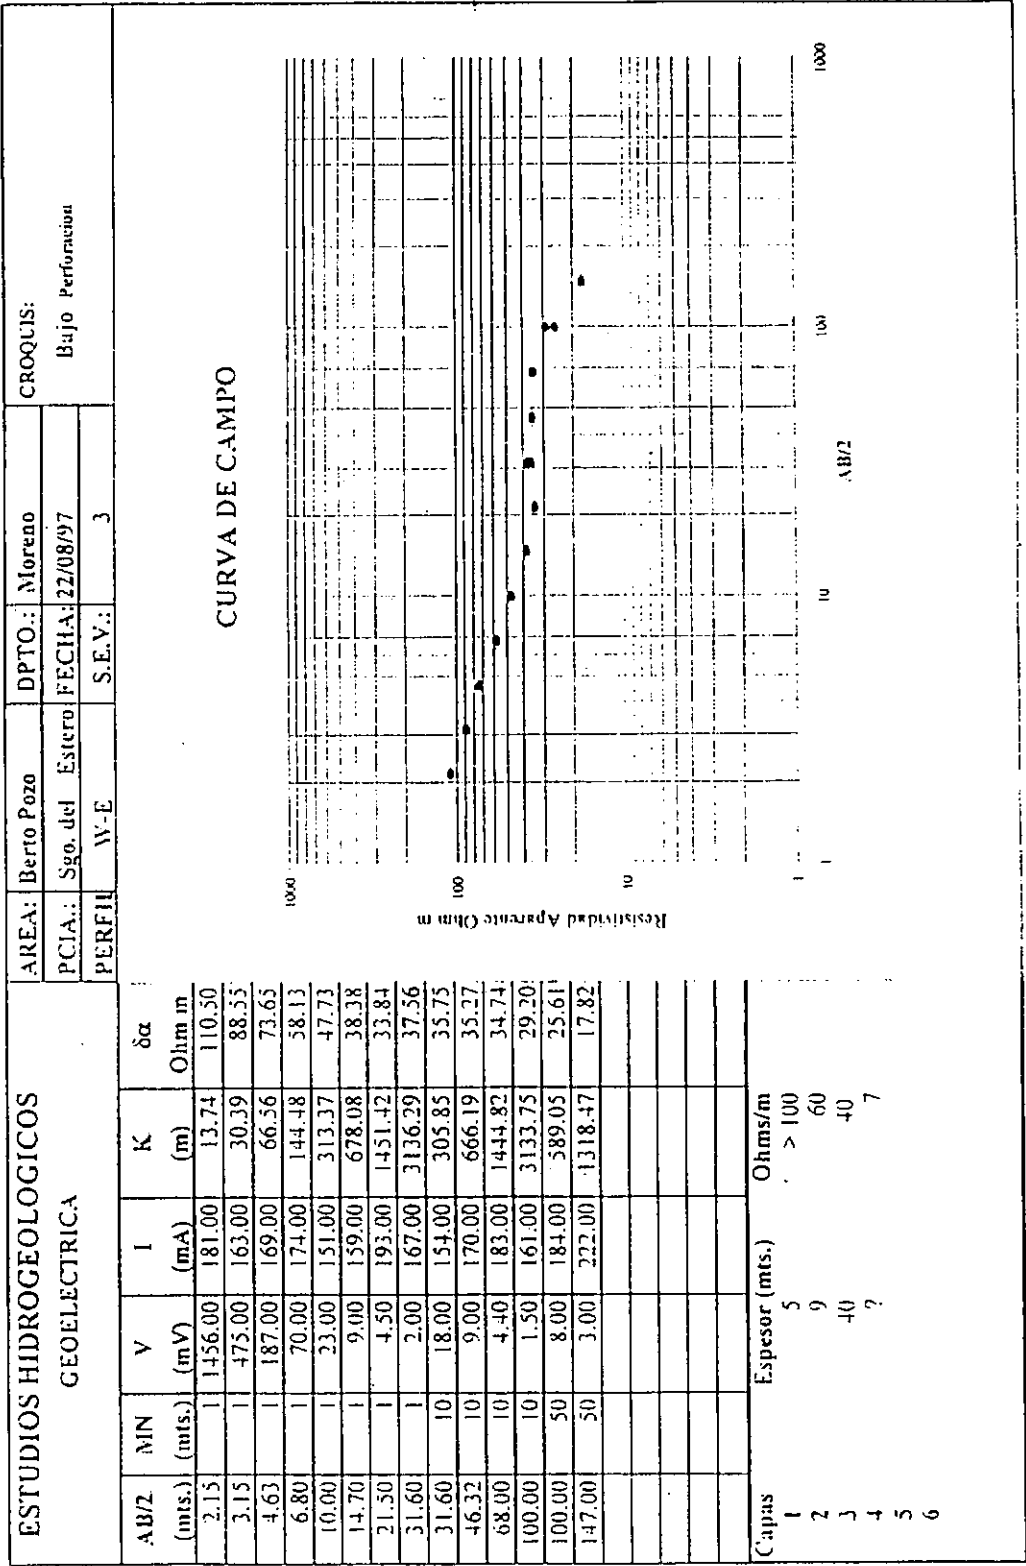 ESTUDIOS HIDROGEOLOGICOS
GEOELECTRICA
AREA: Berto Pozo DPTO.: Moreno CROQUIS:
PCIA.: Sgo. del Estero FECHA: 22/08/97 Bajo Perforacion
PERFIL W-E S.E.V.: 3
AB/2 MN V I K δα
(mts.) (mts.) (mV) (mA) (m) Ohm m
2.15 1 1456.00 181.00 13.74 110.50
3.15 1 475.00 163.00 30.39 88.55
4.63 1 187.00 169.00 66.56 73.65
6.80 1 70.00 174.00 144.48 58.13
10.00 1 23.00 151.00 313.37 47.73
14.70 1 9.00 159.00 678.08 38.38
21.50 1 4.50 193.00 1451.42 33.84
31.60 1 2.00 167.00 3136.29 37.56
31.60 10 18.00 154.00 305.85 35.75
46.32 10 9.00 170.00 666.19 35.27
68.00 10 4.40 183.00 1444.82 34.74
100.00 10 1.50 161.00 3133.75 29.20
100.00 50 8.00 184.00 589.05 25.61
147.00 50 3.00 222.00 1318.47 17.82
Capas Espesor (mts.) Ohms/m
1 5 > 100
2 9 60
3 40 40
4 ? 7
5
6
CURVA DE CAMPO
Resistividad Aparente Ohm m
1000
100
10
1
1 10 100 1000
AB/2